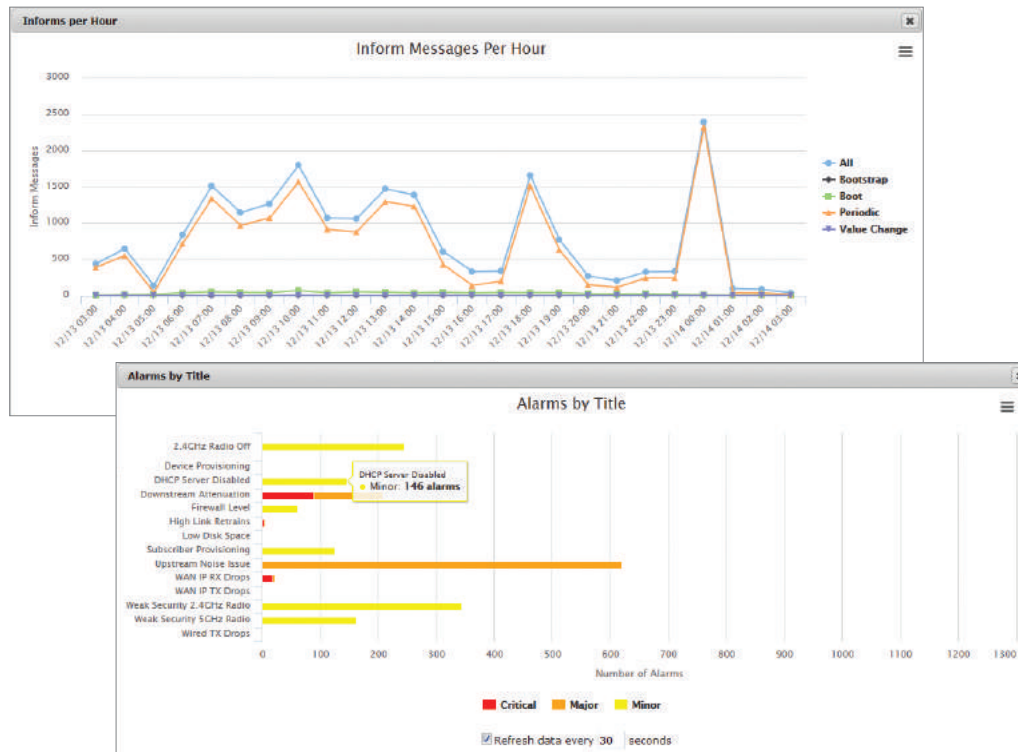 Informs per Hour
Inform Messages Per Hour
3000
2500
2000
1500
1000
500
0
Inform Messages
All
Bootstrap
Boot
Periodic
Value Change
12/13 03:00
12/13 04:00
12/13 05:00
12/13 06:00
12/13 07:00
12/13 08:00
12/13 09:00
12/13 10:00
12/13 11:00
12/13 12:00
12/13 13:00
12/13 14:00
12/13 15:00
12/13 16:00
12/13 17:00
12/13 18:00
12/13 19:00
12/13 20:00
12/13 21:00
12/13 22:00
12/13 23:00
12/14 00:00
12/14 01:00
12/14 02:00
12/14 03:00
Alarms by Title
Alarms by Title
2.4GHz Radio Off
Device Provisioning
DHCP Server Disabled
Downstream Attenuation
Firewall Level
High Link Retrains
Low Disk Space
Subscriber Provisioning
Upstream Noise Issue
WAN IP RX Drops
WAN IP TX Drops
Weak Security 2.4GHz Radio
Weak Security 5GHz Radio
Wired TX Drops
DHCP Server Disabled
Minor: 146 alarms
0 100 200 300 400 500 600 700 800 900 1000 1100 1200 1300
Number of Alarms
Critical Major Minor
Refresh data every 30 seconds